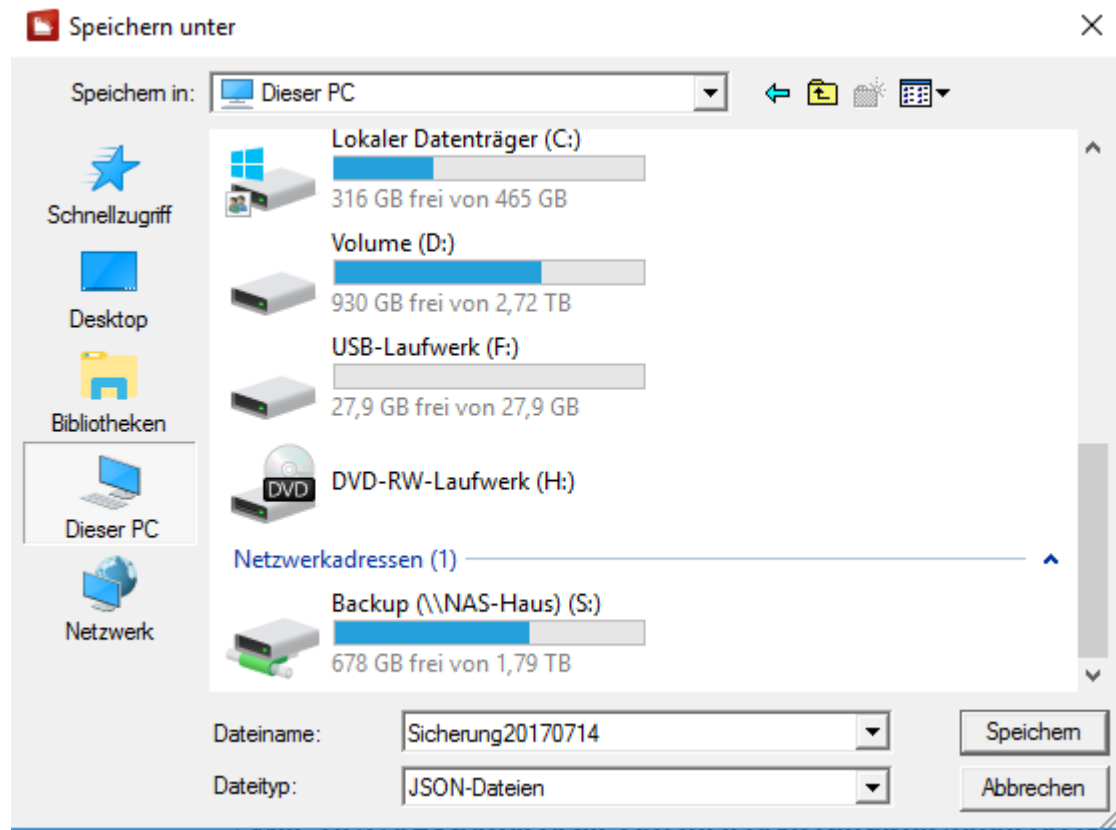 Speichern unter
Speichern in:
Dieser PC
Schnellzugriff
Desktop
Bibliotheken
Dieser PC
Netzwerk
Lokaler Datenträger (C:)
316 GB frei von 465 GB
Volume (D:)
930 GB frei von 2,72 TB
USB-Laufwerk (F:)
27,9 GB frei von 27,9 GB
DVD
DVD-RW-Laufwerk (H:)
Netzwerkadressen (1)
Backup (\\NAS-Haus) (S:)
678 GB frei von 1,79 TB
Dateiname:
Sicherung20170714
Speichern
Dateityp:
JSON-Dateien
Abbrechen